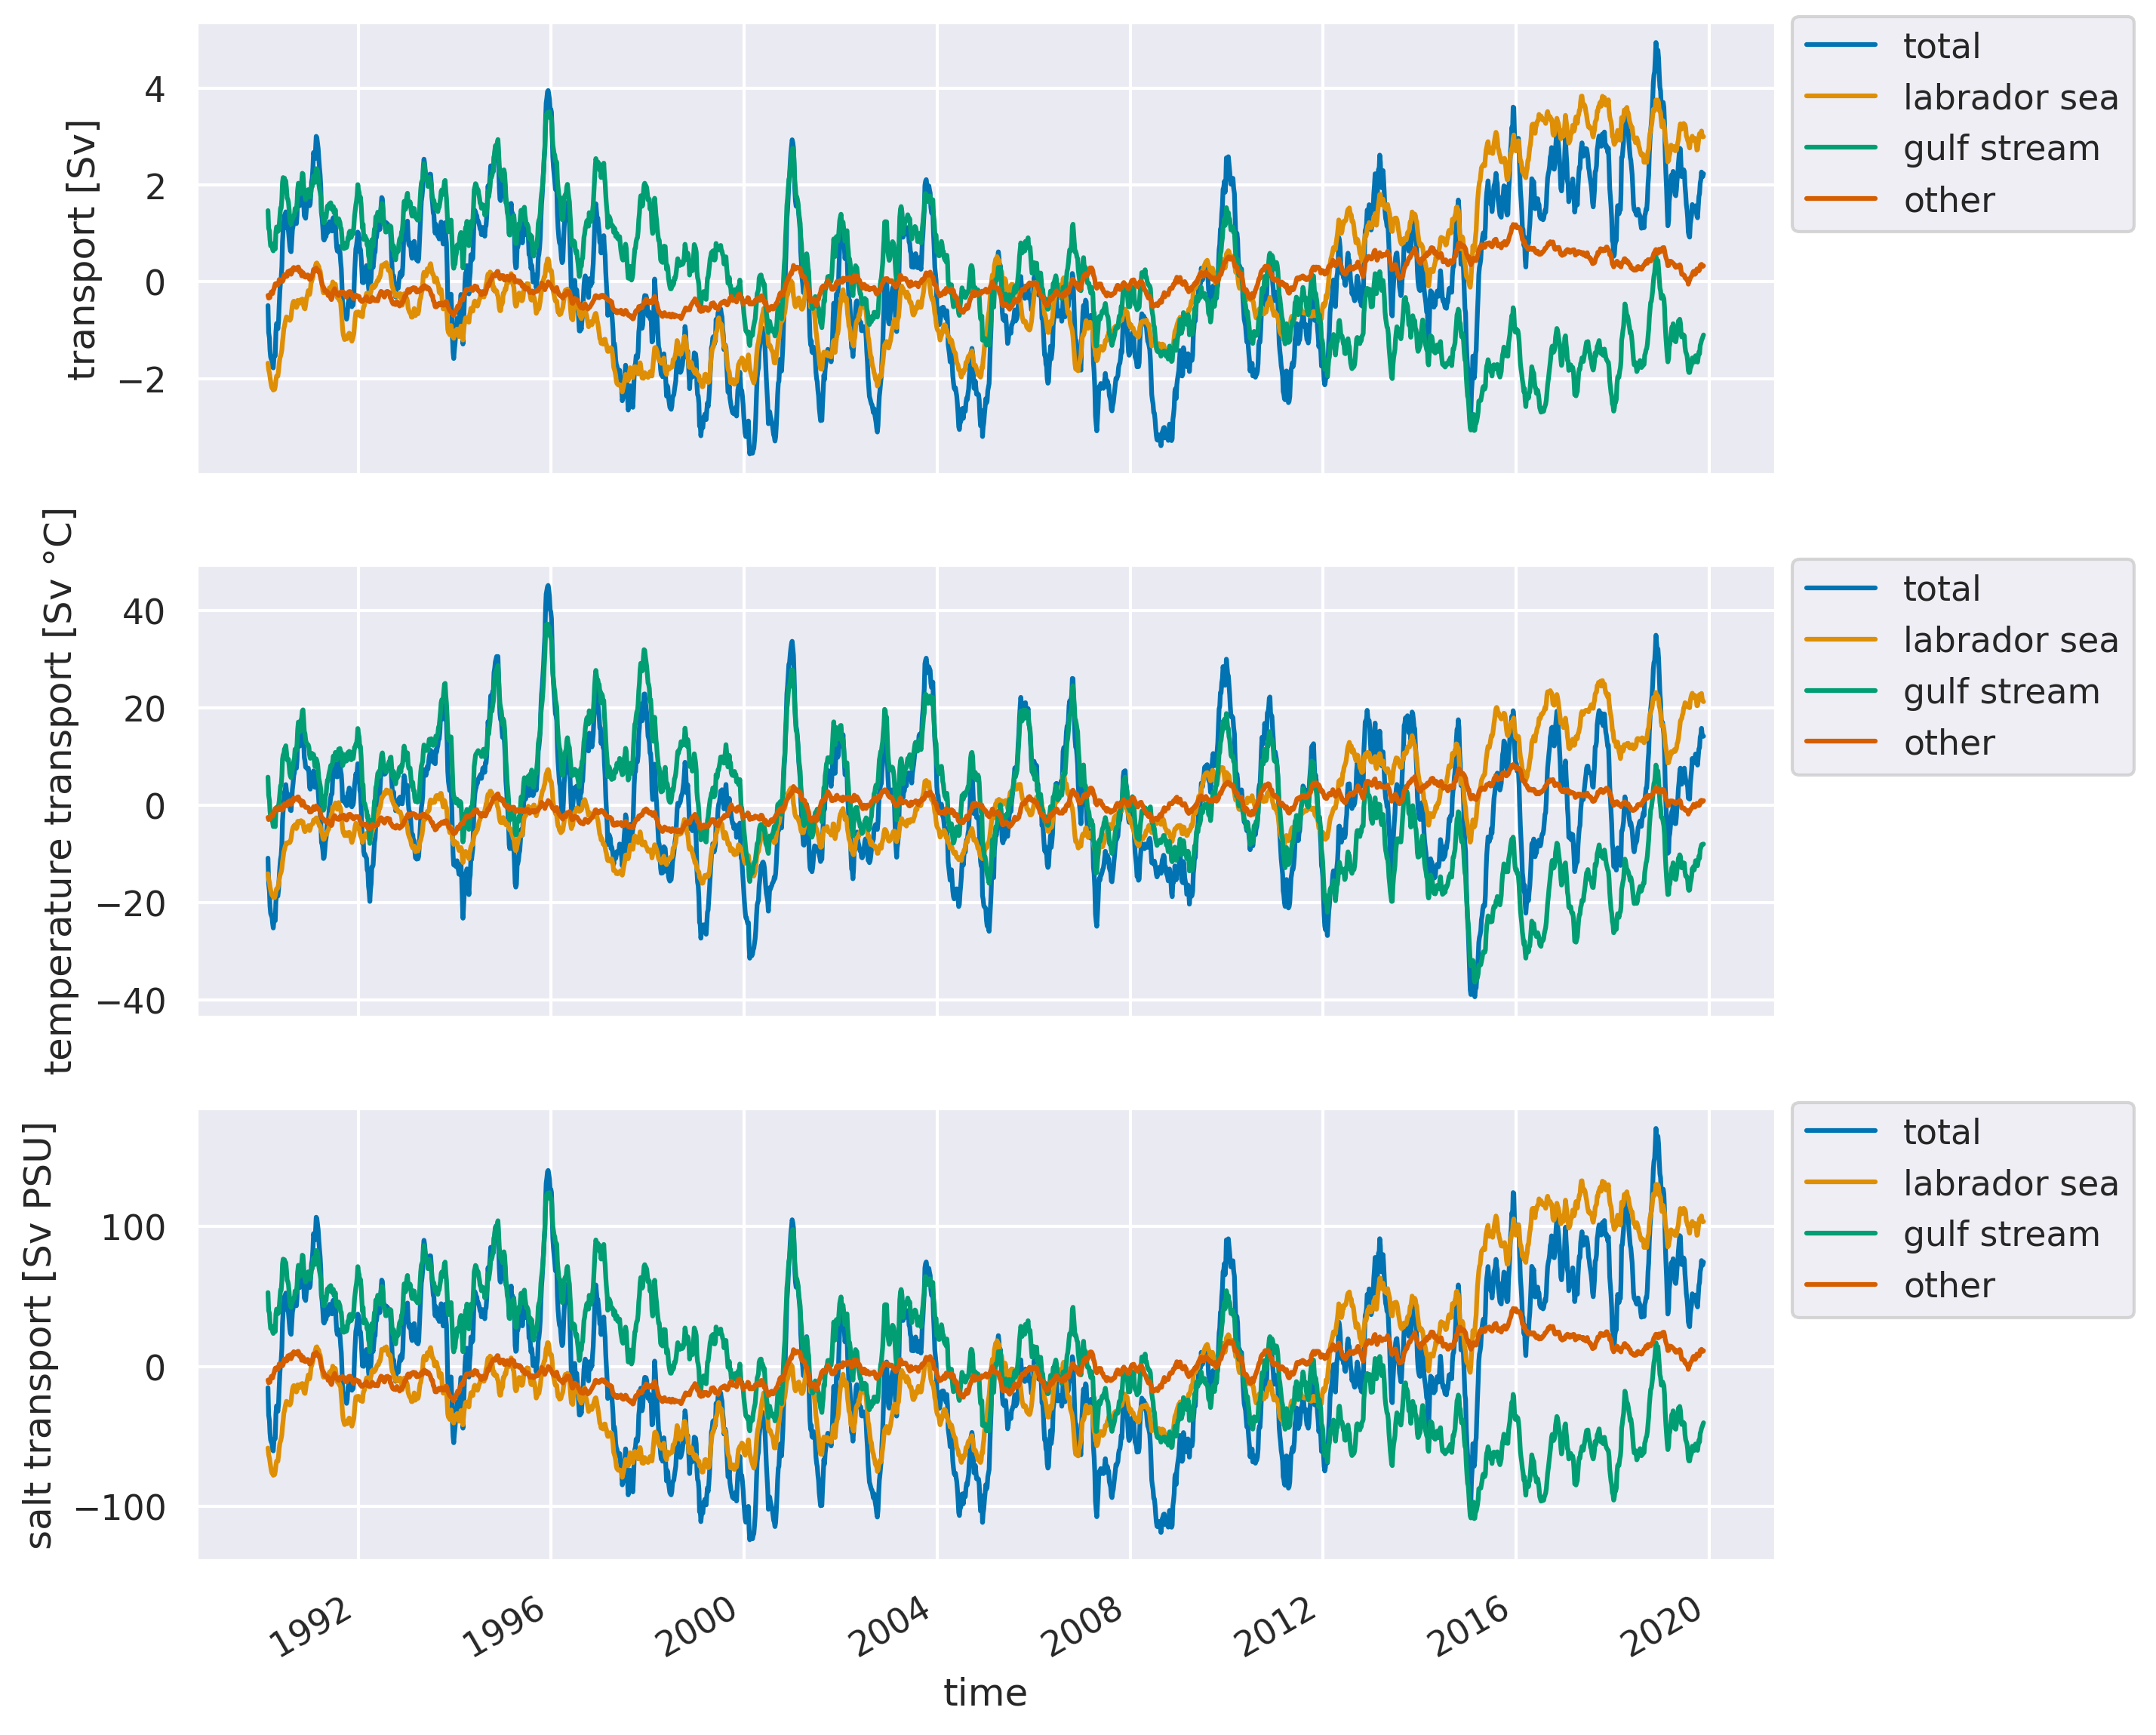 transport [Sv]
4
2
0
−2
total
labrador sea
gulf stream
other
temperature transport [Sv °C]
40
20
0
−20
−40
total
labrador sea
gulf stream
other
salt transport [Sv PSU]
100
0
−100
total
labrador sea
gulf stream
other
1992
1996
2000
2004
2008
2012
2016
2020
time